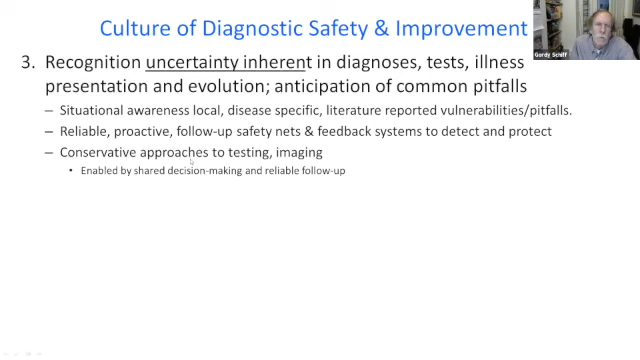 Culture of Diagnostic Safety & Improvement
Gordy Schiff
3. Recognition uncertainty inherent in diagnoses, tests, illness
presentation and evolution; anticipation of common pitfalls
– Situational awareness local, disease specific, literature reported vulnerabilities/pitfalls.
– Reliable, proactive, follow-up safety nets & feedback systems to detect and protect
– Conservative approaches to testing, imaging
• Enabled by shared decision-making and reliable follow-up